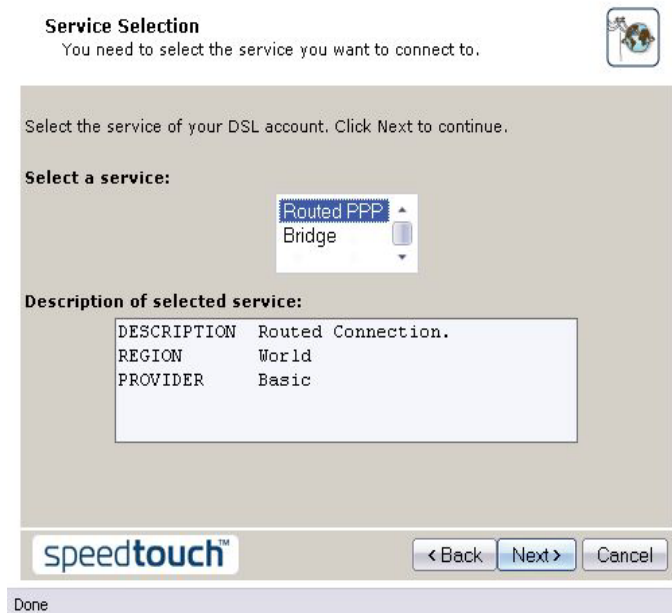 Service Selection
You need to select the service you want to connect to.
Select the service of your DSL account. Click Next to continue.
Select a service:
Routed PPP
Bridge
Description of selected service:
DESCRIPTION Routed Connection.
REGION World
PROVIDER Basic
speedtouch™
< Back
Next >
Cancel
Done